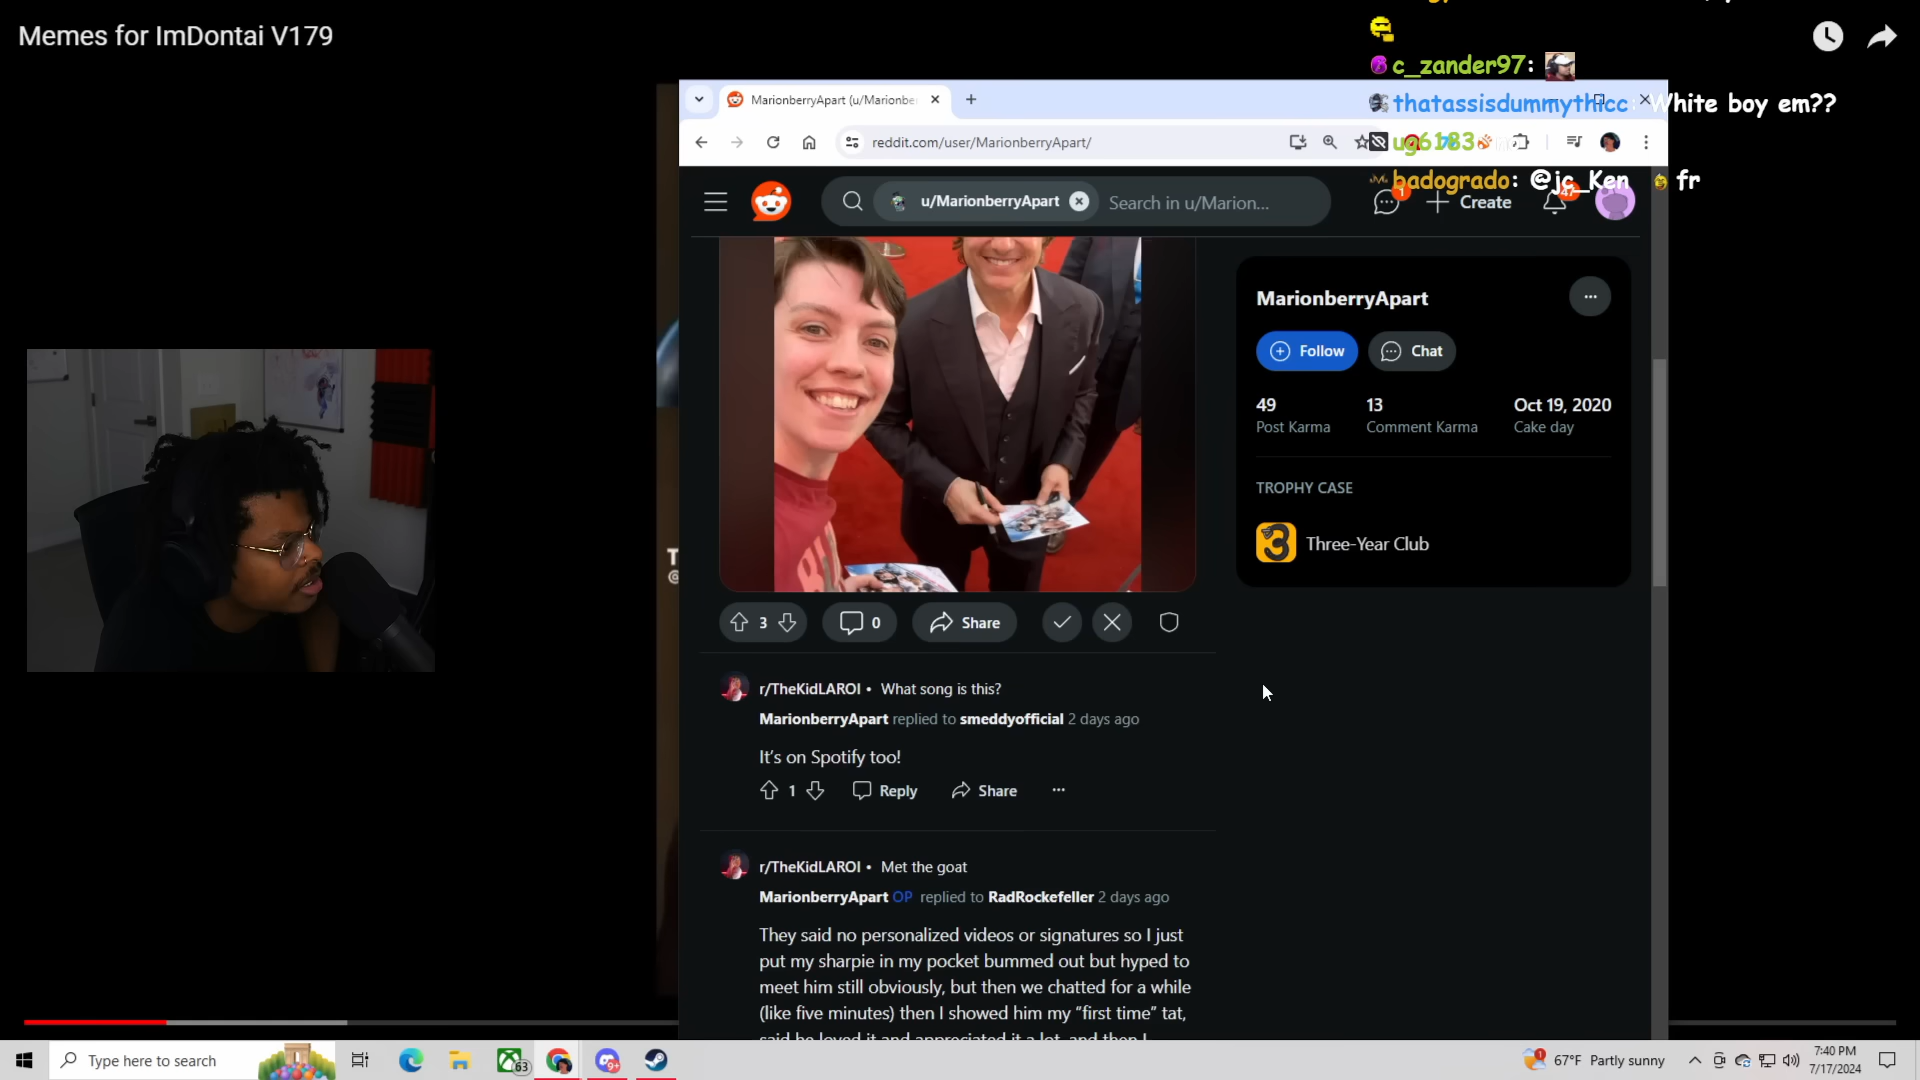 Memes for ImDontai V179
c_zander97:
thatassisdummythicc: White boy em??
ug6183
badogrado: @jc_Ken fr
MarionberryApart (u/Marionbe
reddit.com/user/MarionberryApart/
u/MarionberryApart
Search in u/Marion...
1
Create
47
MarionberryApart
Follow
Chat
49
13
Oct 19, 2020
Post Karma
Comment Karma
Cake day
TROPHY CASE
3
Three-Year Club
3
0
Share
r/TheKidLAROI • What song is this?
MarionberryApart replied to smeddyofficial 2 days ago
It's on Spotify too!
1
Reply
Share
r/TheKidLAROI • Met the goat
MarionberryApart OP replied to RadRockefeller 2 days ago
They said no personalized videos or signatures so I just
put my sharpie in my pocket bummed out but hyped to
meet him still obviously, but then we chatted for a while
(like five minutes) then I showed him my "first time" tat,
said he loved it and appreciated it a lot, and then I
T
@
Type here to search
63
9+
67°F Partly sunny
7:40 PM
7/17/2024